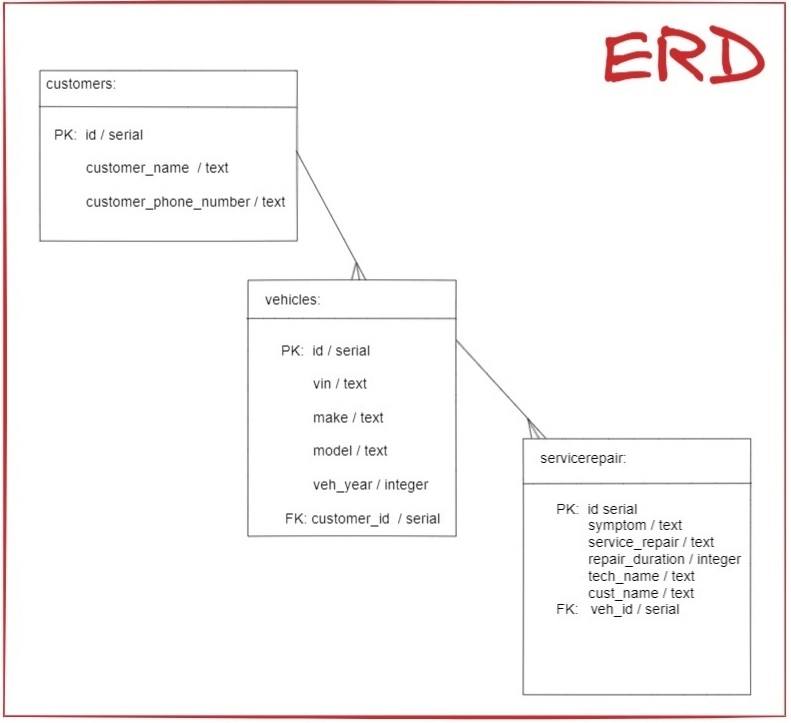 ERD
customers:
PK: id / serial
customer_name / text
customer_phone_number / text
vehicles:
PK: id / serial
vin / text
make / text
model / text
veh_year / integer
FK: customer_id / serial
servicerepair:
PK: id serial
symptom / text
service_repair / text
repair_duration / integer
tech_name / text
cust_name / text
FK: veh_id / serial